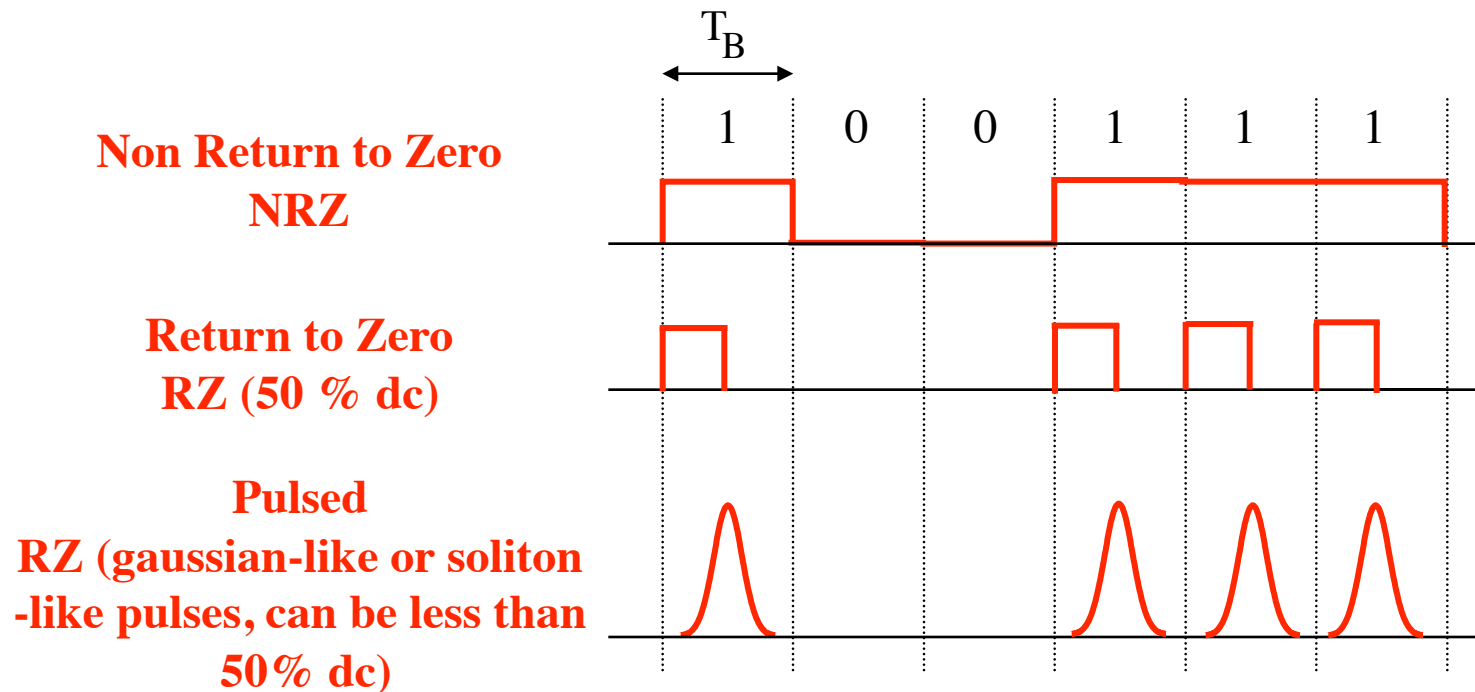 T_B
1 0 0 1 1 1
Non Return to Zero
NRZ
Return to Zero
RZ (50 % dc)
Pulsed
RZ (gaussian-like or soliton
-like pulses, can be less than
50% dc)